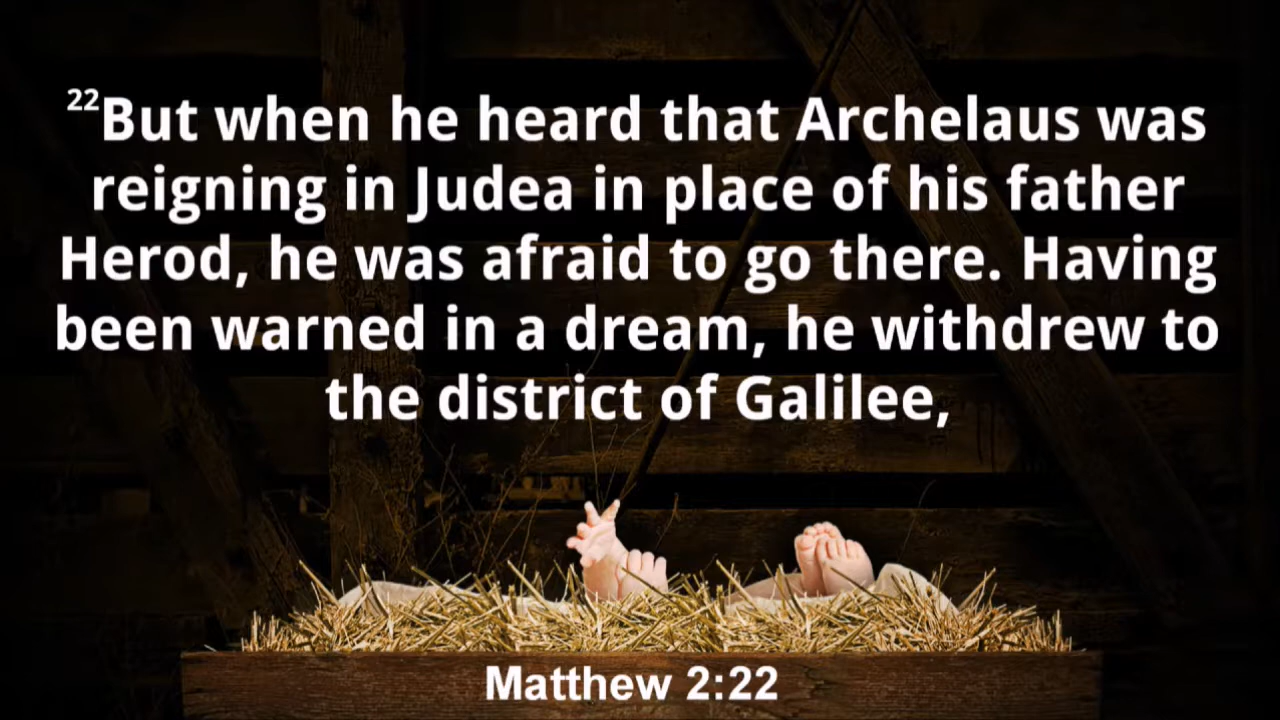 22But when he heard that Archelaus was
reigning in Judea in place of his father
Herod, he was afraid to go there. Having
been warned in a dream, he withdrew to
the district of Galilee,
Matthew 2:22